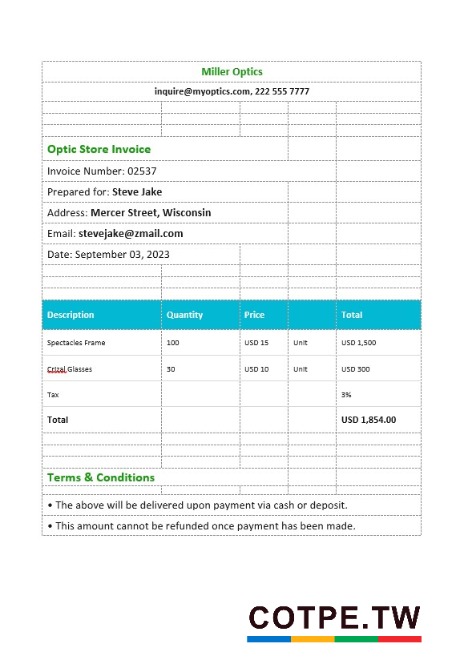 Miller Optics
inquire@myoptics.com, 222 555 7777
Optic Store Invoice
Invoice Number: 02537
Prepared for: Steve Jake
Address: Mercer Street, Wisconsin
Email: stevejake@zmail.com
Date: September 03, 2023
Description Quantity Price Total
Spectacles Frame 100 USD 15 Unit USD 1,500
Crizal Glasses 30 USD 10 Unit USD 300
Tax 3%
Total USD 1,854.00
Terms & Conditions
• The above will be delivered upon payment via cash or deposit.
• This amount cannot be refunded once payment has been made.
COTPE.TW